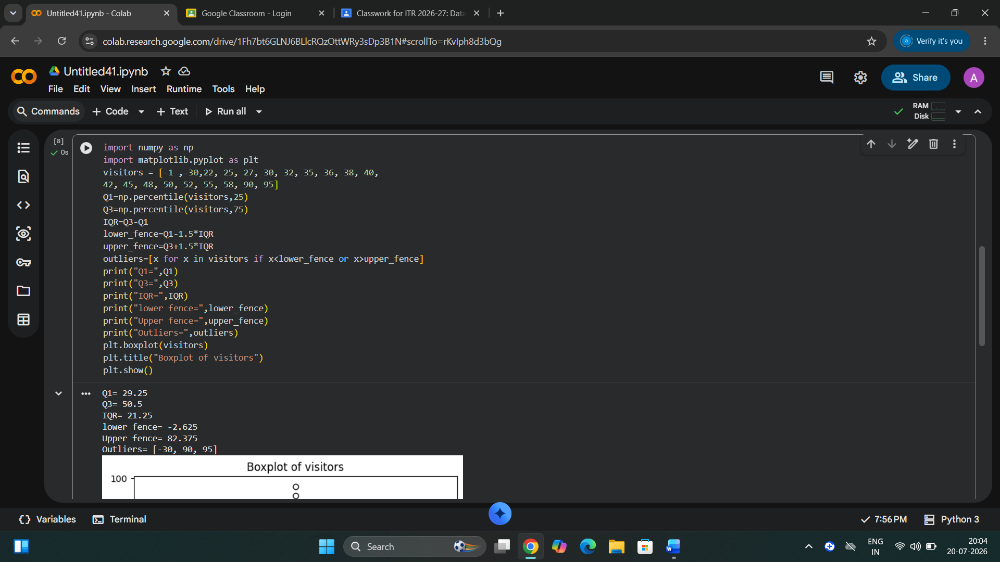 Untitled41.ipynb - Colab
Google Classroom - Login
Classwork for ITR 2026-27: Data
colab.research.google.com/drive/1Fh7bt6GLNJ6BLlcRQzOttWRy3sDp3B1N#scrollTo=rKvIph8d3bQg
a
Verify it's you
Untitled41.ipynb
File Edit View Insert Runtime Tools Help
Share
A
Commands + Code + Text Run all
RAM
Disk
[8]
0s
import numpy as np
import matplotlib.pyplot as plt
visitors = [-1 ,-30,22, 25, 27, 30, 32, 35, 36, 38, 40,
42, 45, 48, 50, 52, 55, 58, 90, 95]
Q1=np.percentile(visitors,25)
Q3=np.percentile(visitors,75)
IQR=Q3-Q1
lower_fence=Q1-1.5*IQR
upper_fence=Q3+1.5*IQR
outliers=[x for x in visitors if x<lower_fence or x>upper_fence]
print("Q1=",Q1)
print("Q3=",Q3)
print("IQR=",IQR)
print("lower fence=",lower_fence)
print("Upper fence=",upper_fence)
print("Outliers=",outliers)
plt.boxplot(visitors)
plt.title("Boxplot of visitors")
plt.show()
Q1= 29.25
Q3= 50.5
IQR= 21.25
lower fence= -2.625
Upper fence= 82.375
Outliers= [-30, 90, 95]
Boxplot of visitors
100
{} Variables Terminal
7:56 PM Python 3
Search
ENG
IN
20:04
20-07-2026